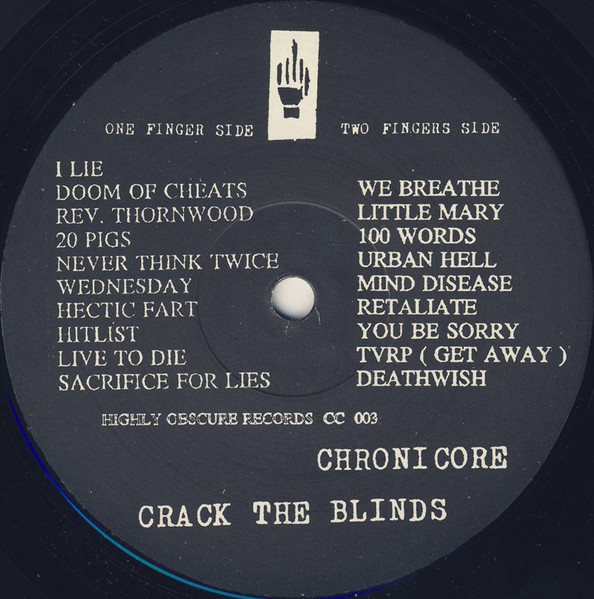 ONE FINGER SIDE
I LIE
DOOM OF CHEATS
REV. THORNWOOD
20 PIGS
NEVER THINK TWICE
WEDNESDAY
HECTIC FART
HITLIST
LIVE TO DIE
SACRIFICE FOR LIES
TWO FINGERS SIDE
WE BREATHE
LITTLE MARY
100 WORDS
URBAN HELL
MIND DISEASE
RETALIATE
YOU BE SORRY
TVRP ( GET AWAY )
DEATHWISH
HIGHLY OBSCURE RECORDS CC 003
CHRONICORE
CRACK THE BLINDS